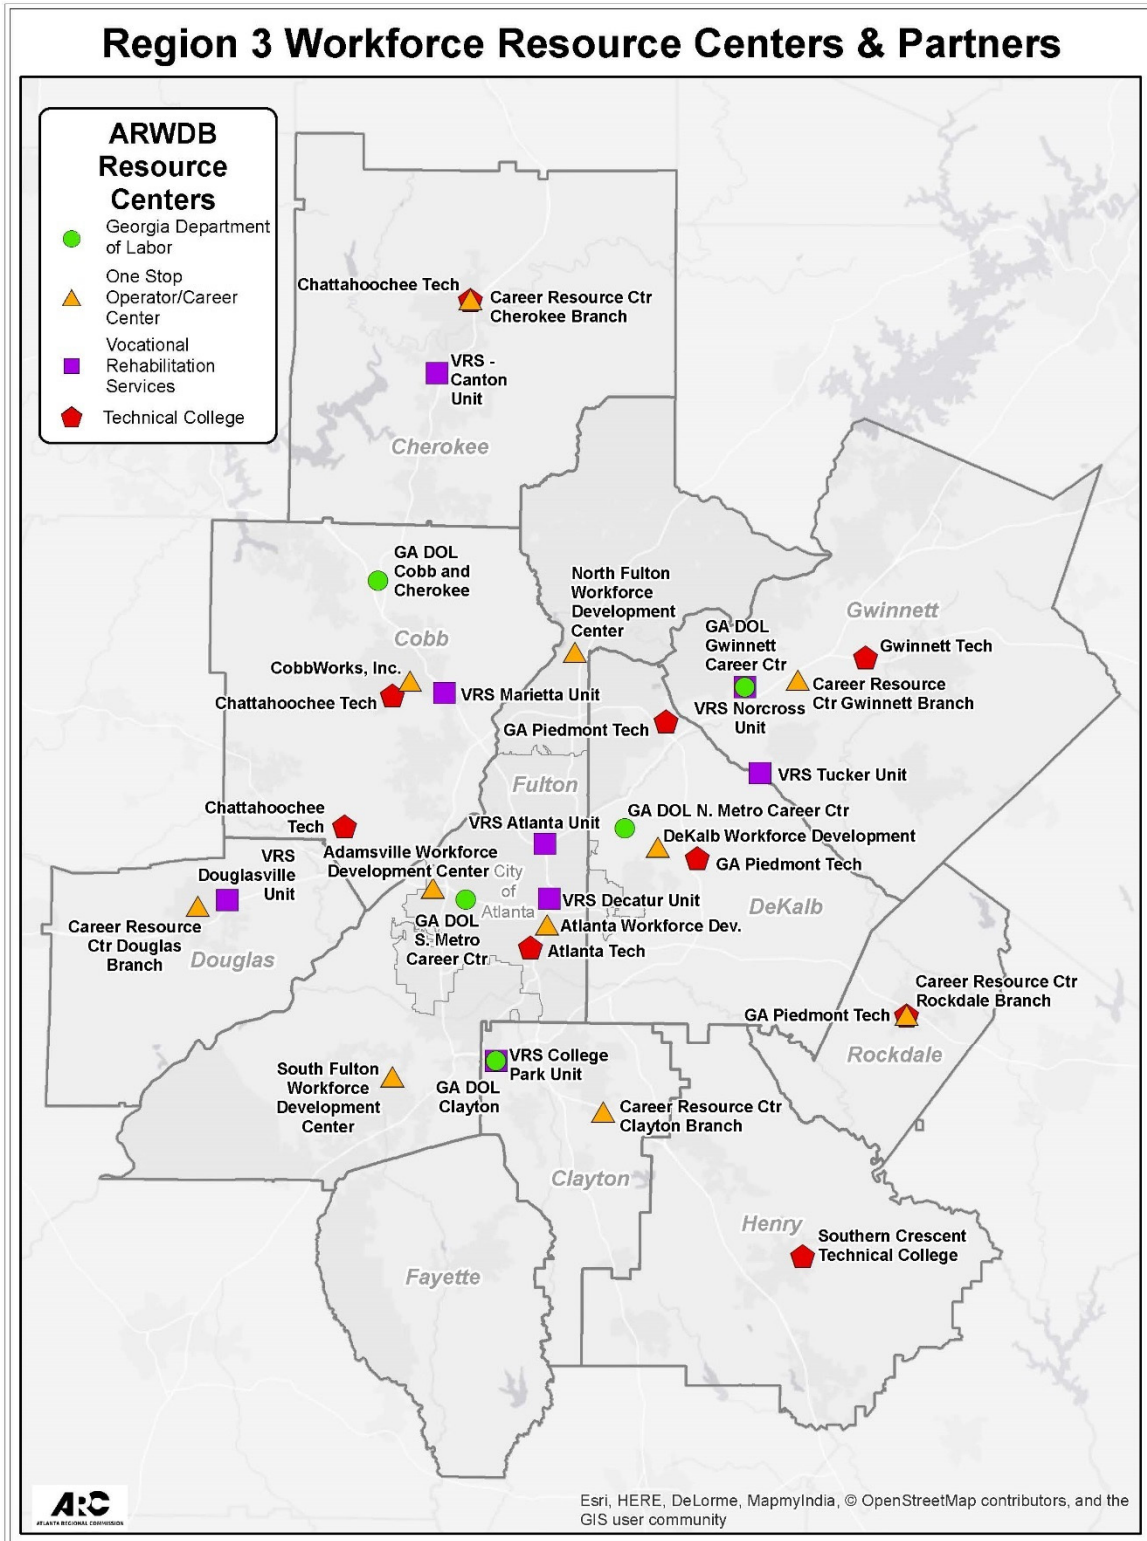 Region 3 Workforce Resource Centers & Partners
ARWDB
Resource
Centers
Georgia Department
of Labor
One Stop
Operator/Career
Center
Vocational
Rehabilitation
Services
Technical College
Chattahoochee Tech
Career Resource Ctr
Cherokee Branch
VRS -
Canton
Unit
Cherokee
GA DOL
Cobb and
Cherokee
Cobb
North Fulton
Workforce
Development
Center
Gwinnett
GA DOL
Gwinnett
Career Ctr
Gwinnett Tech
CobbWorks, Inc.
Chattahoochee Tech
VRS Marietta Unit
VRS Norcross
Unit
Career Resource
Ctr Gwinnett Branch
GA Piedmont Tech
VRS Tucker Unit
Fulton
Chattahoochee
Tech
VRS Atlanta Unit
GA DOL N. Metro Career Ctr
DeKalb Workforce Development
GA Piedmont Tech
VRS
Douglasville
Unit
Adamsville Workforce
Development Center
City
of
Atlanta
VRS Decatur Unit
DeKalb
Career Resource
Ctr Douglas
Branch
Douglas
GA DOL
S. Metro
Career Ctr
Atlanta Workforce Dev.
Atlanta Tech
Career Resource Ctr
Rockdale Branch
GA Piedmont Tech
Rockdale
South Fulton
Workforce
Development
Center
VRS College
Park Unit
GA DOL
Clayton
Career Resource Ctr
Clayton Branch
Clayton
Henry
Southern Crescent
Technical College
Fayette
ARC
ATLANTA REGIONAL COMMISSION
Esri, HERE, DeLorme, MapmyIndia, © OpenStreetMap contributors, and the
GIS user community